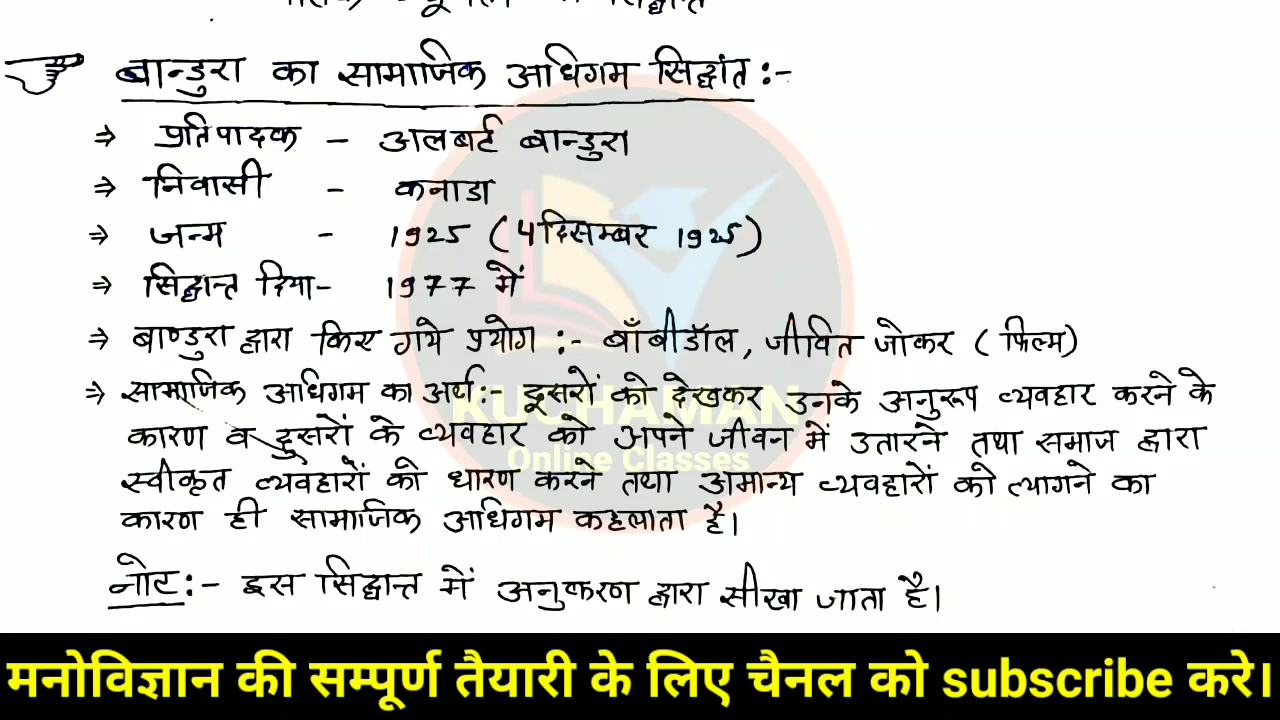 सिद्धान्त
बान्डुरा का सामाजिक अधिगम सिद्धांत :-
⇒ प्रतिपादक - अलबर्ट बान्डुरा
⇒ निवासी - कनाडा
⇒ जन्म - 1925 (4 दिसम्बर 1925)
⇒ सिद्धान्त दिया - 1977 में
⇒ बाण्डुरा द्वारा किए गये प्रयोग :- बाँबीडॉल, जीवित जोकर ( फिल्म)
⇒ सामाजिक अधिगम का अर्थ :- दूसरों को देखकर उनके अनुरूप व्यवहार करने के
कारण व दुसरों के व्यवहार को अपने जीवन में उतारने तथा समाज द्वारा
स्वीकृत व्यवहारों को धारण करने तथा अमान्य व्यवहारों को त्यागने का
कारण ही सामाजिक अधिगम कहलाता है।
नोट :- इस सिद्धान्त में अनुकरण द्वारा सीखा जाता है।
KUCHAMAN
Online Classes
मनोविज्ञान की सम्पूर्ण तैयारी के लिए चैनल को subscribe करे।